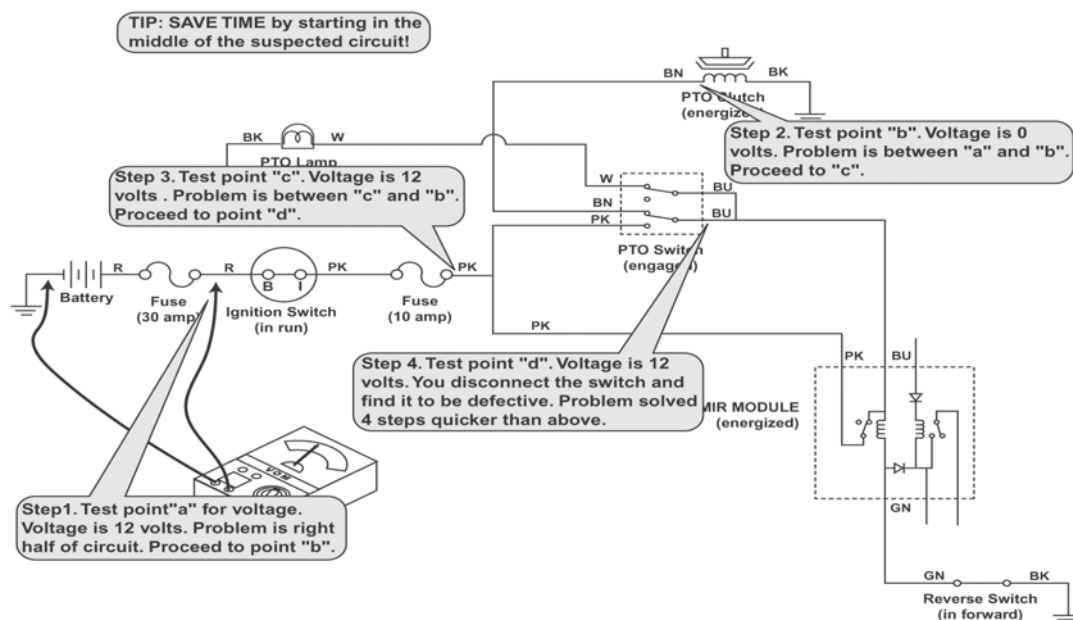 TIP: SAVE TIME by starting in the
middle of the suspected circuit!
BN
BK
PTO Clutch
(energized)
Step 2. Test point "b". Voltage is 0
volts. Problem is between "a" and "b".
Proceed to "c".
BK
W
PTO Lamp
Step 3. Test point "c". Voltage is 12
volts . Problem is between "c" and "b".
Proceed to point "d".
W
BU
BN
BU
PK
PTO Switch
(engaged)
R
R
PK
PK
B
I
Battery
Fuse
(30 amp)
Ignition Switch
(in run)
Fuse
(10 amp)
PK
PK
BU
Step 4. Test point "d". Voltage is 12
volts. You disconnect the switch and
find it to be defective. Problem solved
4 steps quicker than above.
MIR MODULE
(energized)
VOM
Step1. Test point"a" for voltage.
Voltage is 12 volts. Problem is right
half of circuit. Proceed to point "b".
GN
GN
BK
Reverse Switch
(in forward)